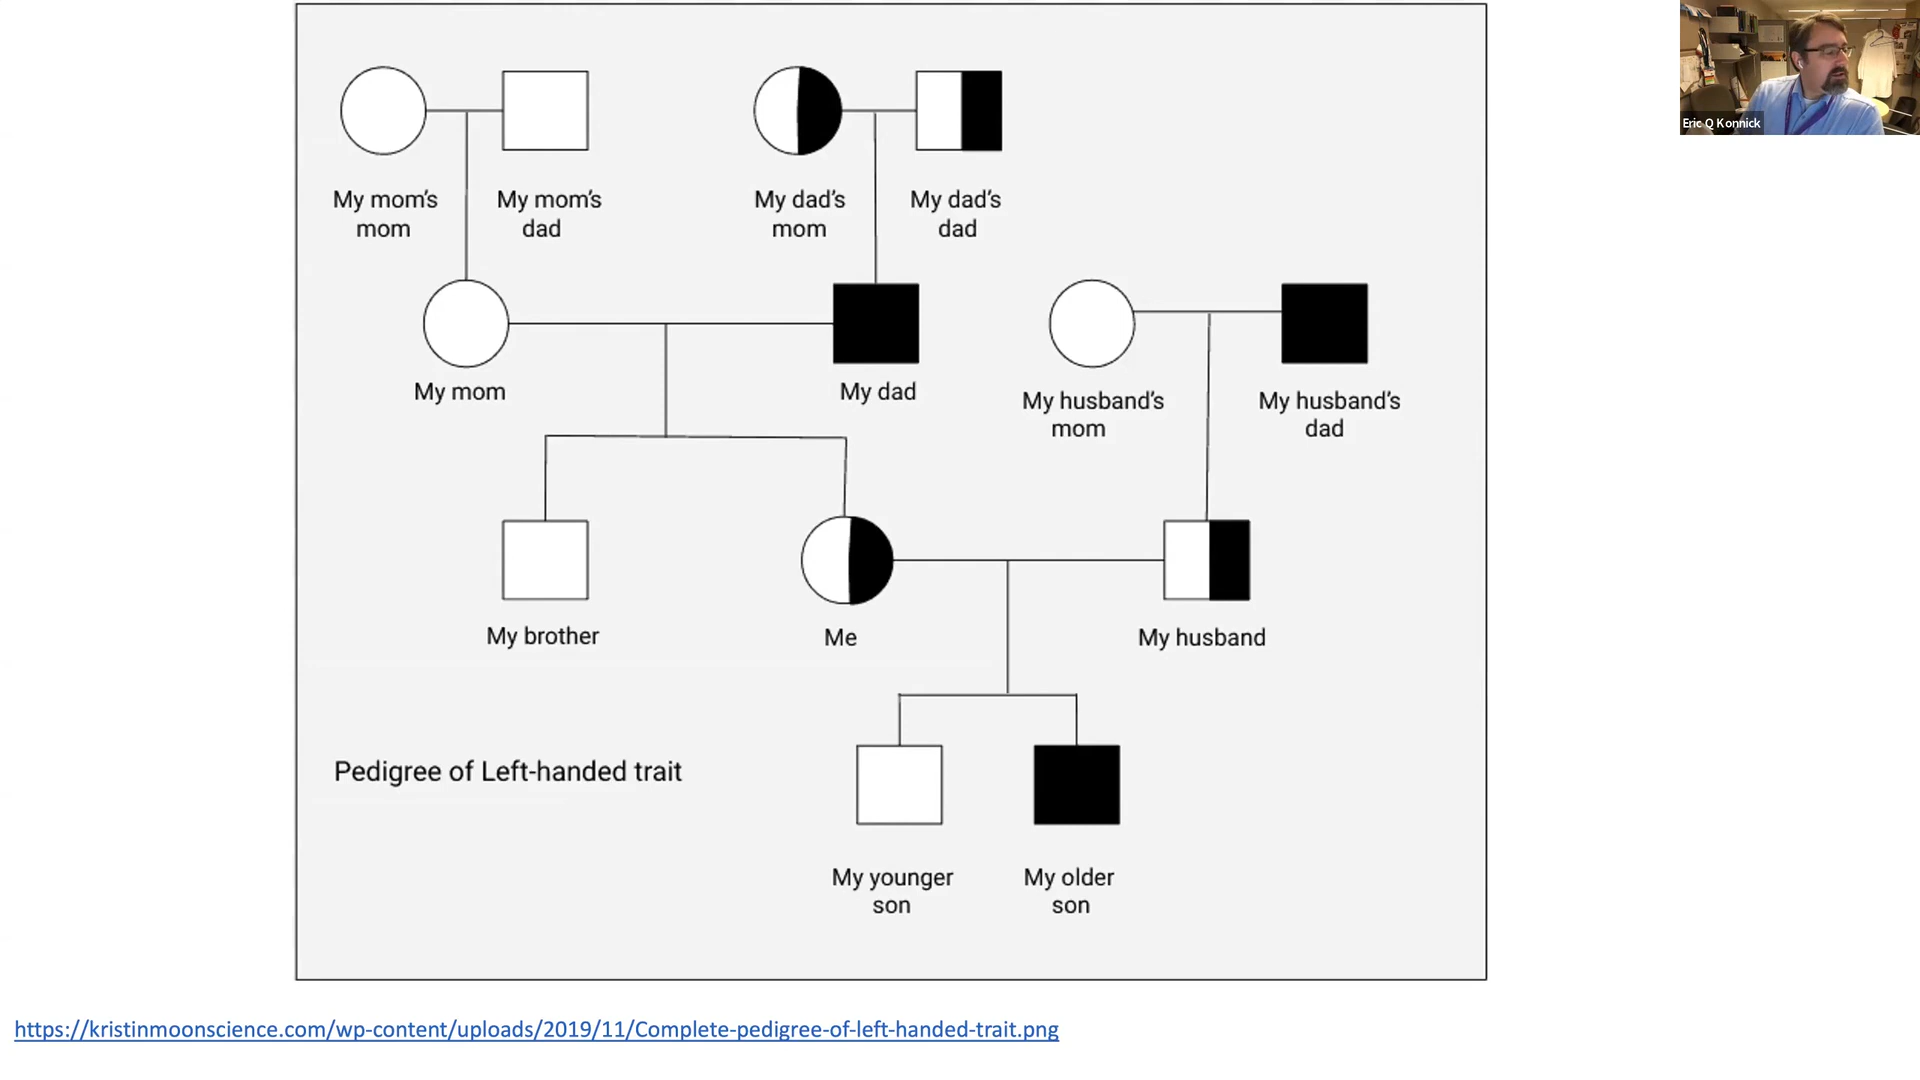 Eric Q Konnick
My mom's
mom
My mom's
dad
My dad's
mom
My dad's
dad
My mom
My dad
My husband's
mom
My husband's
dad
My brother
Me
My husband
Pedigree of Left-handed trait
My younger
son
My older
son
https://kristinmoonscience.com/wp-content/uploads/2019/11/Complete-pedigree-of-left-handed-trait.png